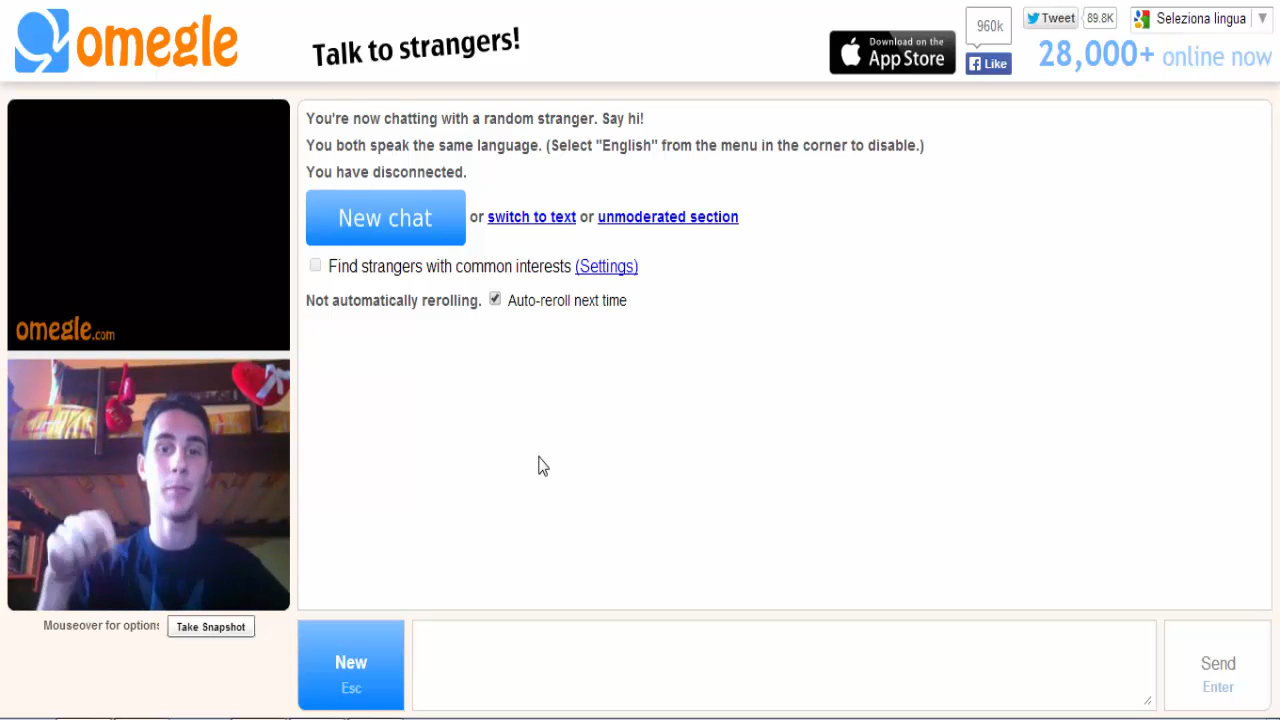 omegle
Talk to strangers!
Download on the
App Store
960k
Like
Tweet 89.8K
Seleziona lingua
28,000+ online now
You're now chatting with a random stranger. Say hi!
You both speak the same language. (Select "English" from the menu in the corner to disable.)
You have disconnected.
New chat or switch to text or unmoderated section
Find strangers with common interests (Settings)
Not automatically rerolling. Auto-reroll next time
omegle.com
Mouseover for options Take Snapshot
New
Esc
Send
Enter